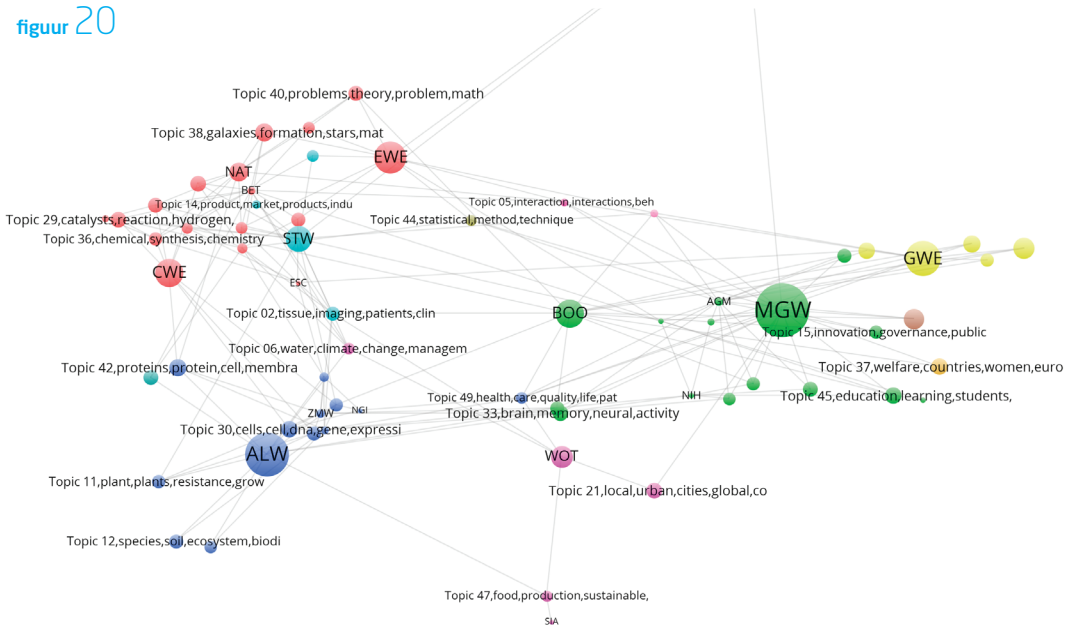 figuur 20
Topic 40,problems,theory,problem,math
Topic 38,galaxies,formation,stars,mat
EWE
NAT
BET
Topic 14,product,market,products,indu
Topic 05,interaction,interactions,beh
Topic 29,catalysts,reaction,hydrogen,
Topic 44,statistical,method,technique
Topic 36,chemical,synthesis,chemistry
STW
GWE
CWE
ESC
AGM
MGW
Topic 02,tissue,imaging,patients,clin
BOO
Topic 15,innovation,governance,public
Topic 06,water,climate,change,managem
Topic 42,proteins,protein,cell,membra
Topic 37,welfare,countries,women,euro
NIH
Topic 45,education,learning,students,
Topic 49,health,care,quality,life,pat
ZMW
NGI
Topic 33,brain,memory,neural,activity
Topic 30,cells,cell,dna,gene,expressi
ALW
WOT
Topic 11,plant,plants,resistance,grow
Topic 21,local,urban,cities,global,co
Topic 12,species,soil,ecosystem,biodi
Topic 47,food,production,sustainable,
SIA